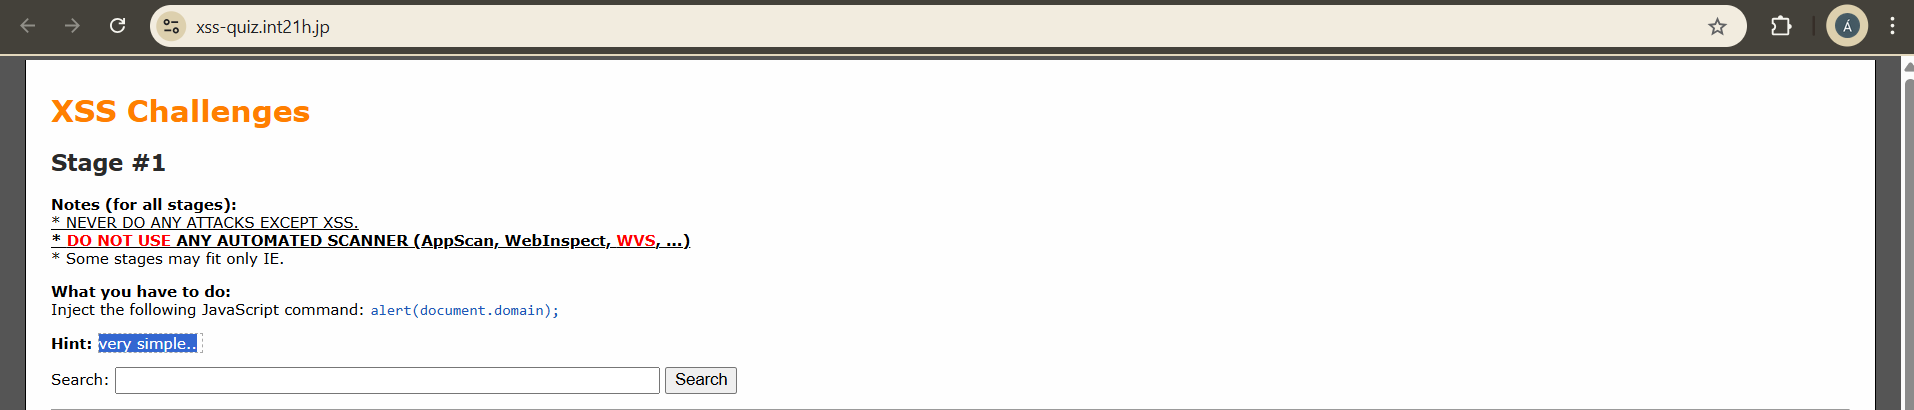 xss-quiz.int21h.jp
Á
XSS Challenges
Stage #1
Notes (for all stages):
* NEVER DO ANY ATTACKS EXCEPT XSS.
* DO NOT USE ANY AUTOMATED SCANNER (AppScan, WebInspect, WVS, ...)
* Some stages may fit only IE.
What you have to do:
Inject the following JavaScript command: alert(document.domain);
Hint: very simple..
Search: Search